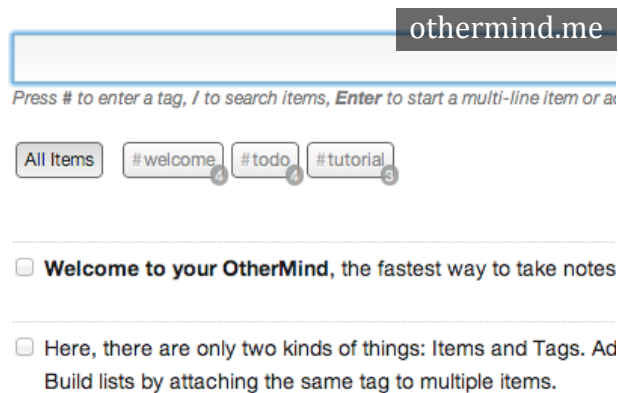 othermind.me
Press # to enter a tag, / to search items, Enter to start a multi-line item or
All Items #welcome 4 #todo 4 #tutorial 3
Welcome to your OtherMind, the fastest way to take notes
Here, there are only two kinds of things: Items and Tags.
Build lists by attaching the same tag to multiple items.